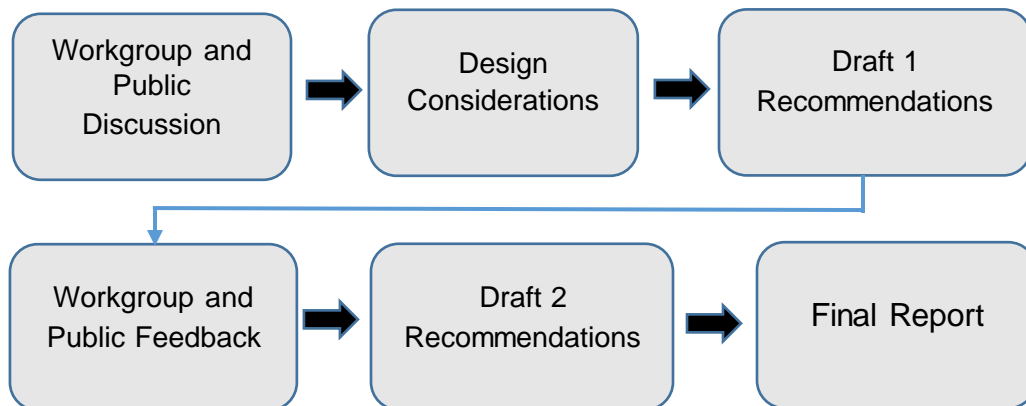 Workgroup and
Public
Discussion
Design
Considerations
Draft 1
Recommendations
Workgroup and
Public Feedback
Draft 2
Recommendations
Final Report